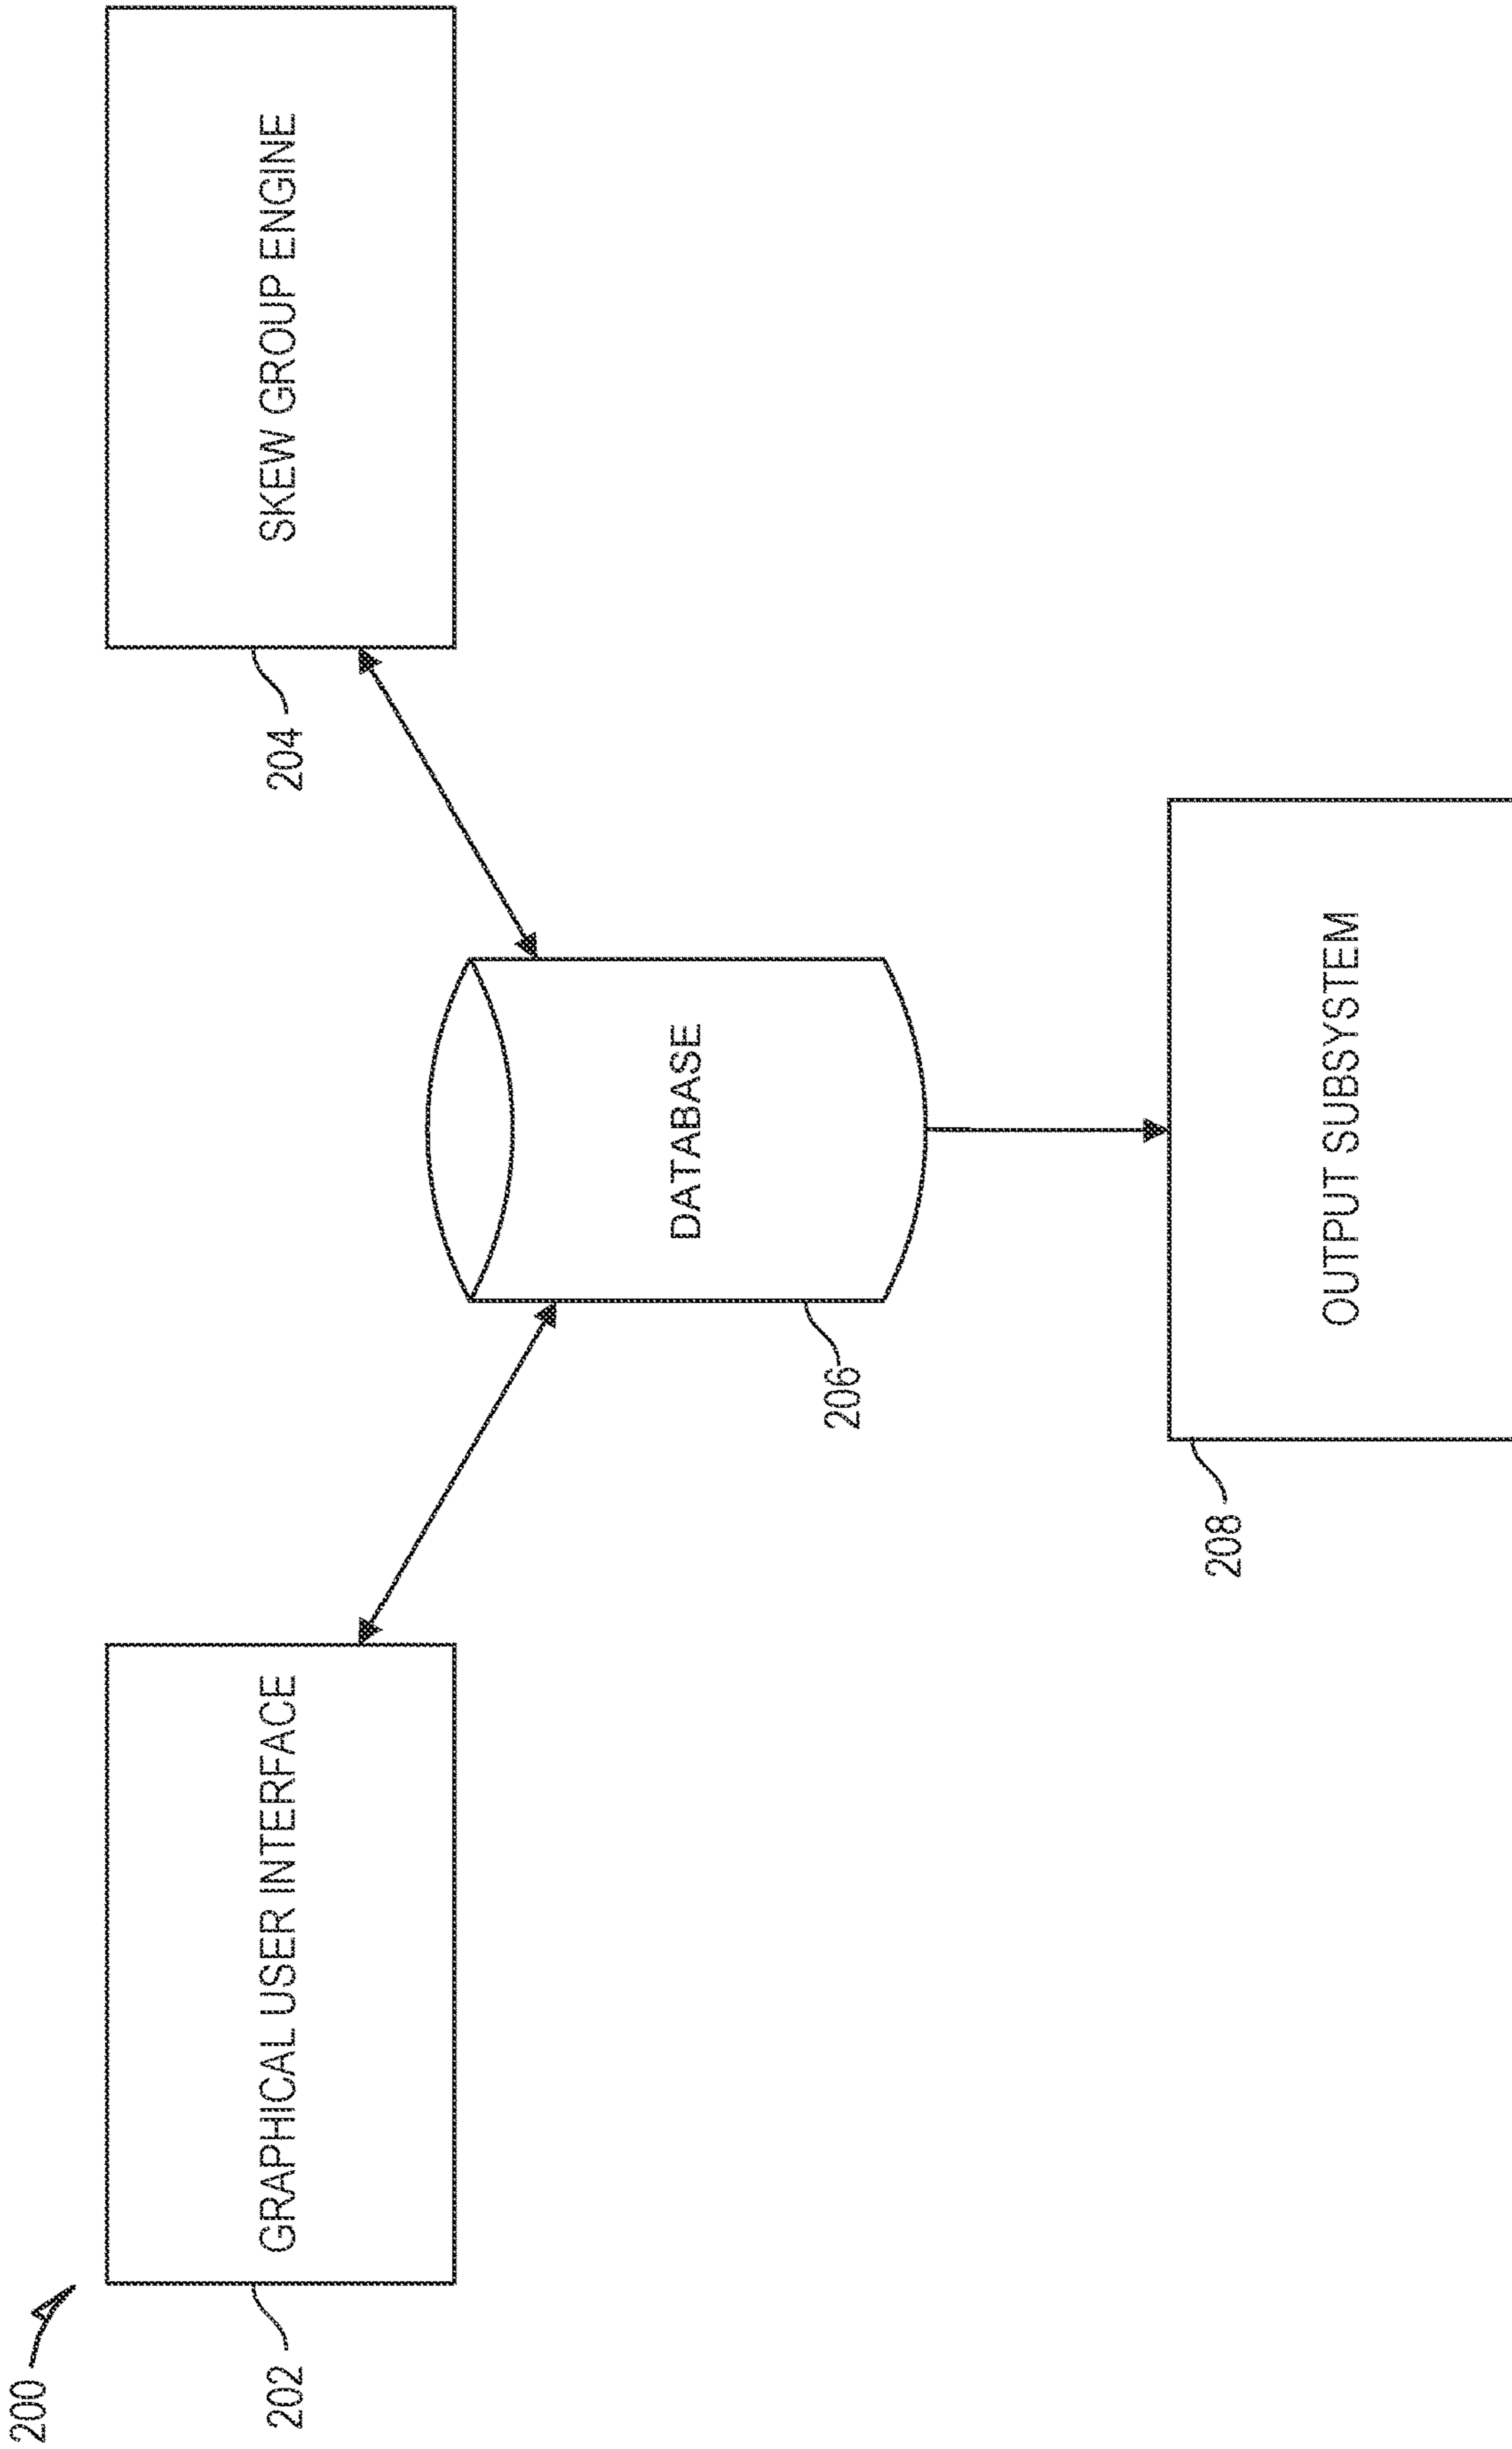 200
GRAPHICAL USER INTERFACE
202
SKEW GROUP ENGINE
204
DATABASE
206
OUTPUT SUBSYSTEM
208